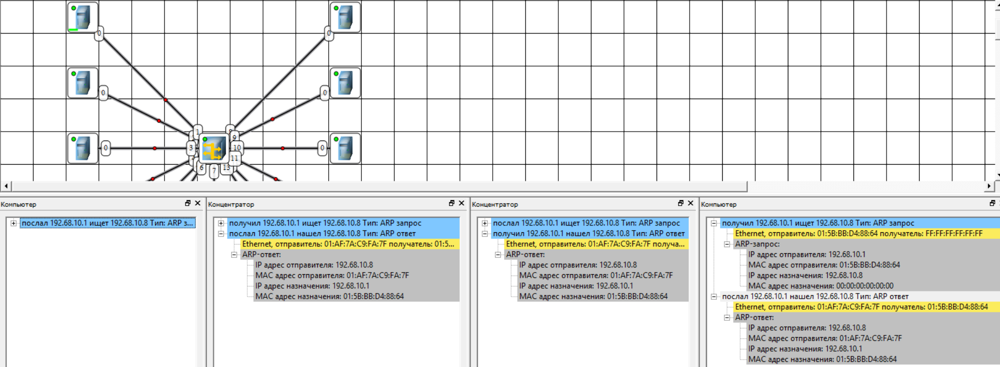 0
0
0
0
1
8
9
3
0
10
0
11
6
7
13
Компьютер
послал 192.68.10.1 ищет 192.68.10.8 Тип: ARP з...
Концентратор
получил 192.68.10.1 ищет 192.68.10.8 Тип: ARP запрос
послал 192.68.10.1 нашел 192.68.10.8 Тип: ARP ответ
Ethernet, отправитель: 01:AF:7A:C9:FA:7F получатель: 01:5...
ARP-ответ:
IP адрес отправителя: 192.68.10.8
MAC адрес отправителя: 01:AF:7A:C9:FA:7F
IP адрес назначения: 192.68.10.1
MAC адрес назначения: 01:5B:BB:D4:88:64
Концентратор
послал 192.68.10.1 ищет 192.68.10.8 Тип: ARP запрос
получил 192.68.10.1 нашел 192.68.10.8 Тип: ARP ответ
Ethernet, отправитель: 01:AF:7A:C9:FA:7F получа...
ARP-ответ:
IP адрес отправителя: 192.68.10.8
MAC адрес отправителя: 01:AF:7A:C9:FA:7F
IP адрес назначения: 192.68.10.1
MAC адрес назначения: 01:5B:BB:D4:88:64
Компьютер
получил 192.68.10.1 ищет 192.68.10.8 Тип: ARP запрос
Ethernet, отправитель: 01:5B:BB:D4:88:64 получатель: FF:FF:FF:FF:FF:FF
ARP-запрос:
IP адрес отправителя: 192.68.10.1
MAC адрес отправителя: 01:5B:BB:D4:88:64
IP адрес назначения: 192.68.10.8
MAC адрес назначения: 00:00:00:00:00:00
послал 192.68.10.1 нашел 192.68.10.8 Тип: ARP ответ
Ethernet, отправитель: 01:AF:7A:C9:FA:7F получатель: 01:5B:BB:D4:88:64
ARP-ответ:
IP адрес отправителя: 192.68.10.8
MAC адрес отправителя: 01:AF:7A:C9:FA:7F
IP адрес назначения: 192.68.10.1
MAC адрес назначения: 01:5B:BB:D4:88:64